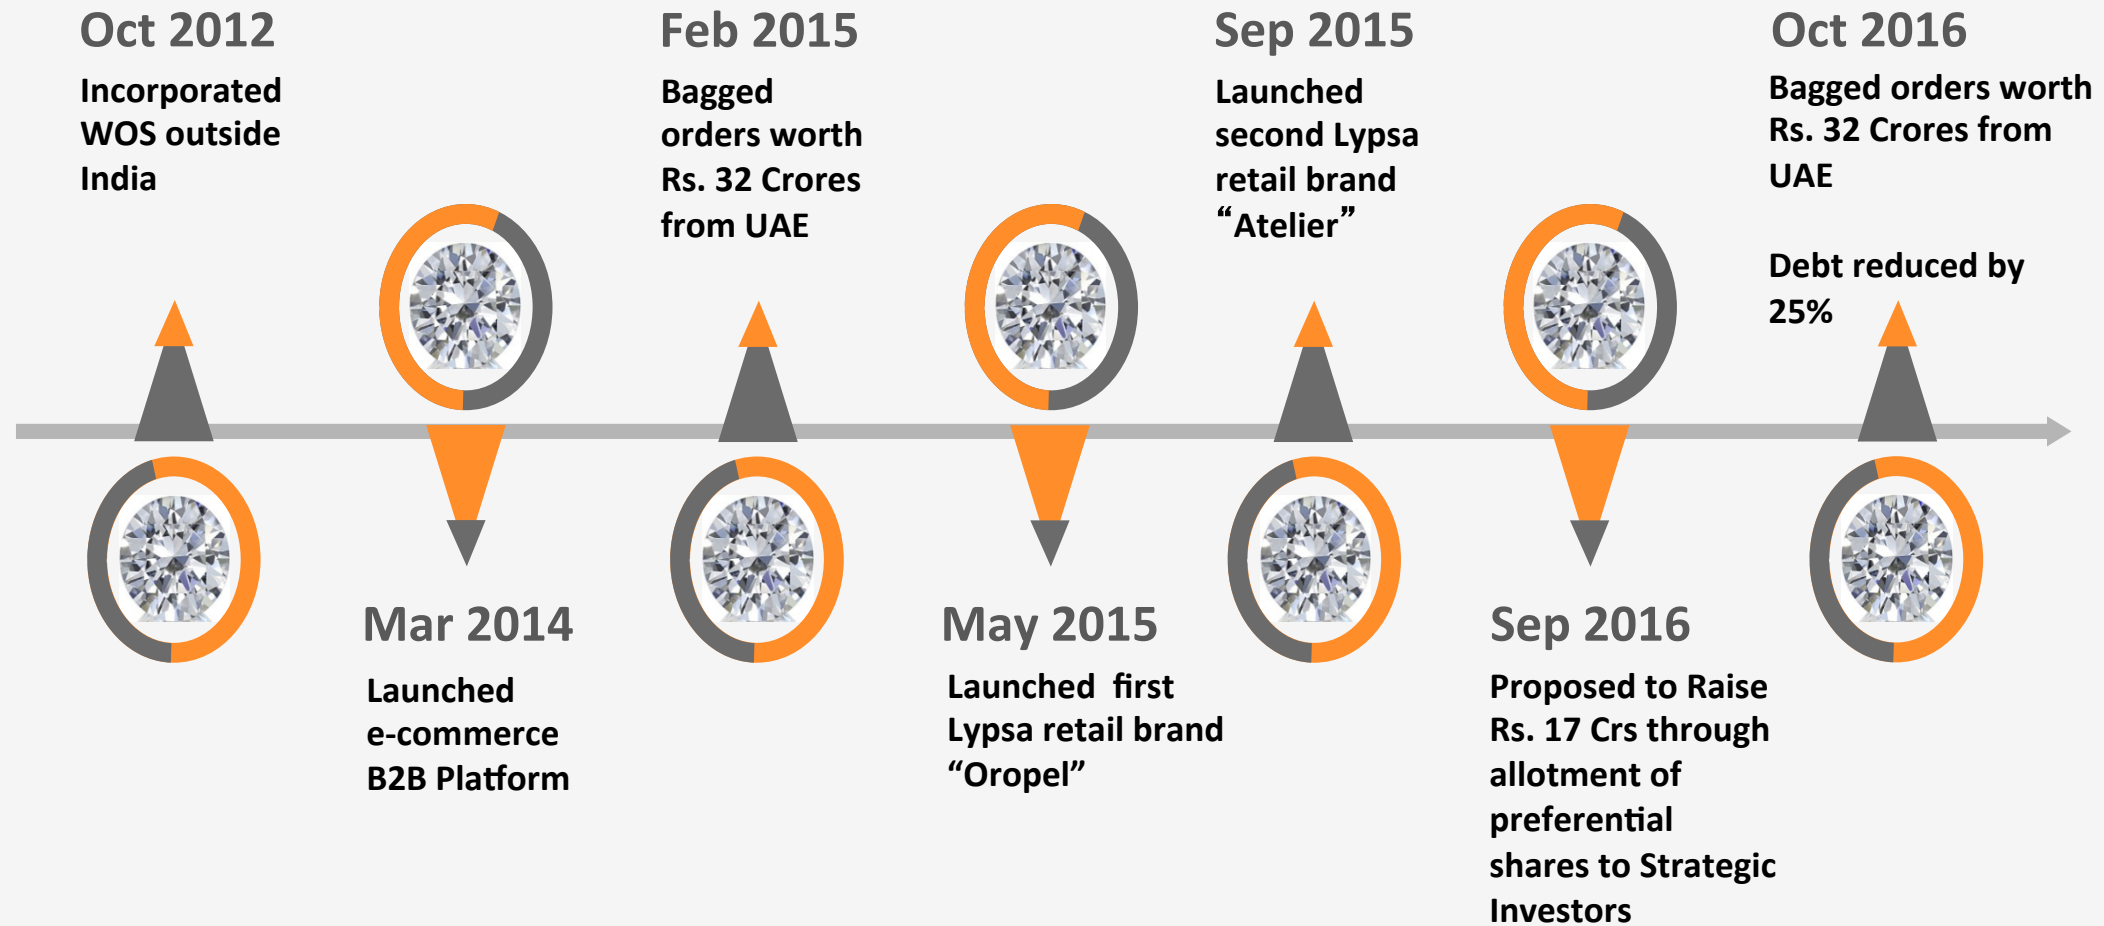 Oct 2012
Incorporated
WOS outside
India
Mar 2014
Launched
e-commerce
B2B Platform
Feb 2015
Bagged
orders worth
Rs. 32 Crores
from UAE
May 2015
Launched first
Lypsa retail brand
“Oropel”
Sep 2015
Launched
second Lypsa
retail brand
“Atelier”
Sep 2016
Proposed to Raise
Rs. 17 Crs through
allotment of
preferential
shares to Strategic
Investors
Oct 2016
Bagged orders worth
Rs. 32 Crores from
UAE
Debt reduced by
25%